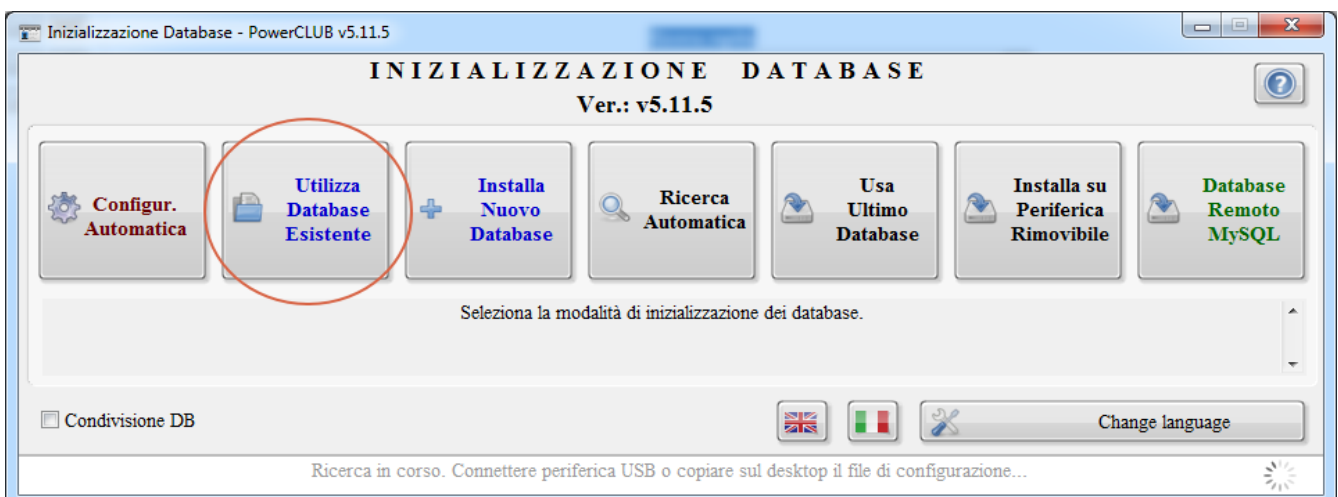 Inizializzazione Database - PowerCLUB v5.11.5
INIZIALIZZAZIONE DATABASE
Ver.: v5.11.5
Configur.
Automatica
Utilizza
Database
Esistente
Installa
Nuovo
Database
Ricerca
Automatica
Usa
Ultimo
Database
Installa su
Periferica
Rimovibile
Database
Remoto
MySQL
Seleziona la modalità di inizializzazione dei database.
Condivisione DB
Change language
Ricerca in corso. Connettere periferica USB o copiare sul desktop il file di configurazione...